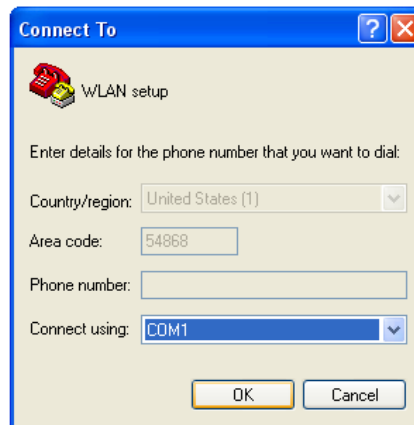 Connect To
WLAN setup
Enter details for the phone number that you want to dial:
Country/region: United States (1)
Area code: 54868
Phone number:
Connect using: COM1
OK Cancel